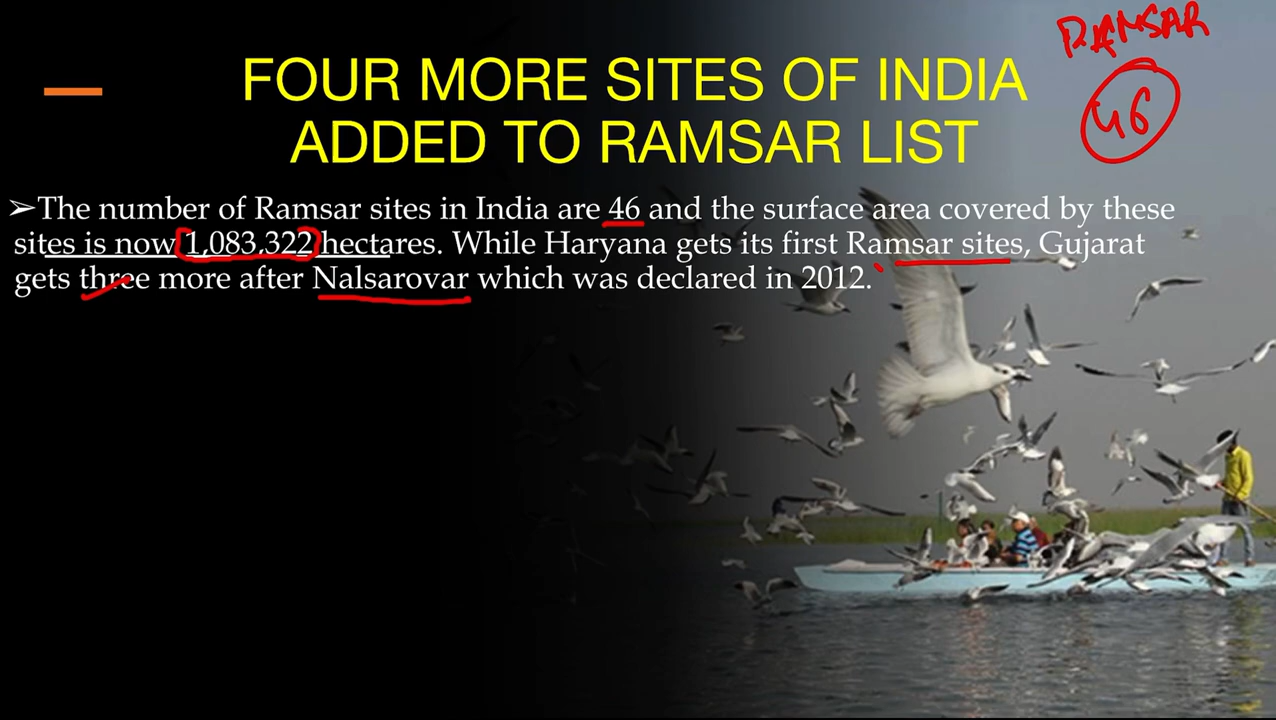 RAMSAR
46
FOUR MORE SITES OF INDIA
ADDED TO RAMSAR LIST
➢The number of Ramsar sites in India are 46 and the surface area covered by these
sites is now 1,083,322 hectares. While Haryana gets its first Ramsar sites, Gujarat
gets three more after Nalsarovar which was declared in 2012.